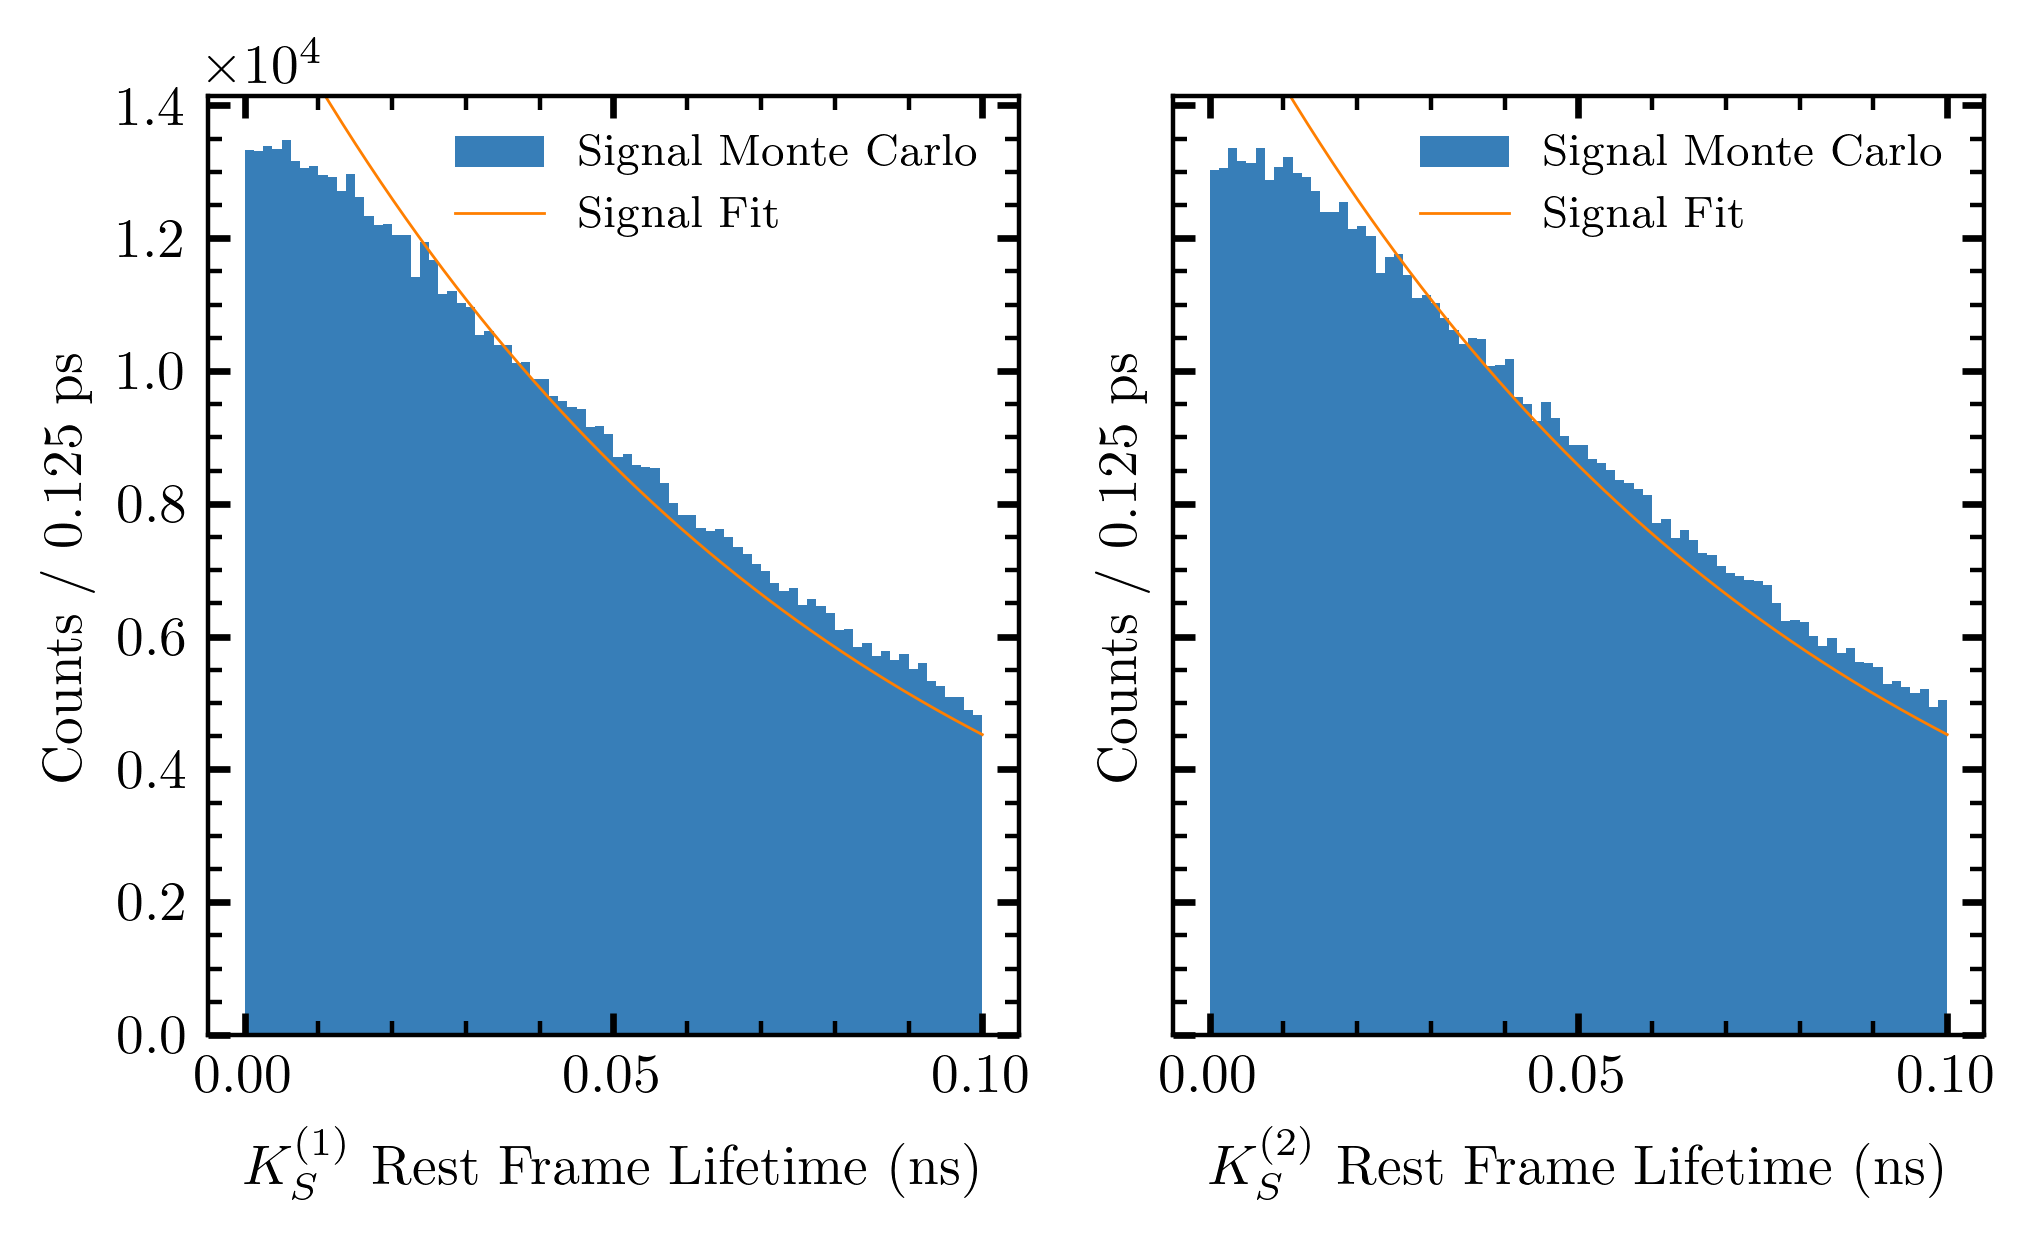 ×10⁴
1.4
1.2
1.0
0.8
0.6
0.4
0.2
0.0
Counts / 0.125 ps
Signal Monte Carlo
Signal Fit
0.00 0.05 0.10
K_S^{(1)} Rest Frame Lifetime (ns)
Counts / 0.125 ps
Signal Monte Carlo
Signal Fit
0.00 0.05 0.10
K_S^{(2)} Rest Frame Lifetime (ns)